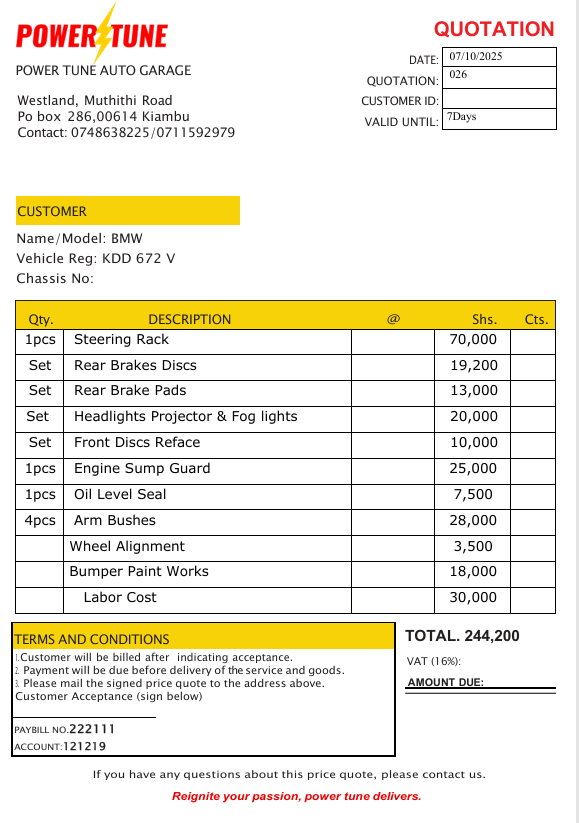 POWER TUNE
QUOTATION
POWER TUNE AUTO GARAGE
DATE: 07/10/2025
QUOTATION: 026
CUSTOMER ID:
VALID UNTIL: 7Days
Westland, Muthithi Road
Po box 286,00614 Kiambu
Contact: 0748638225/0711592979
CUSTOMER
Name/Model: BMW
Vehicle Reg: KDD 672 V
Chassis No:
Qty. DESCRIPTION @ Shs. Cts.
1pcs Steering Rack 70,000
Set Rear Brakes Discs 19,200
Set Rear Brake Pads 13,000
Set Headlights Projector & Fog lights 20,000
Set Front Discs Reface 10,000
1pcs Engine Sump Guard 25,000
1pcs Oil Level Seal 7,500
4pcs Arm Bushes 28,000
Wheel Alignment 3,500
Bumper Paint Works 18,000
Labor Cost 30,000
TERMS AND CONDITIONS
1.Customer will be billed after indicating acceptance.
2. Payment will be due before delivery of the service and goods.
3. Please mail the signed price quote to the address above.
Customer Acceptance (sign below)
PAYBILL NO.222111
ACCOUNT:121219
TOTAL. 244,200
VAT (16%):
AMOUNT DUE:
If you have any questions about this price quote, please contact us.
Reignite your passion, power tune delivers.